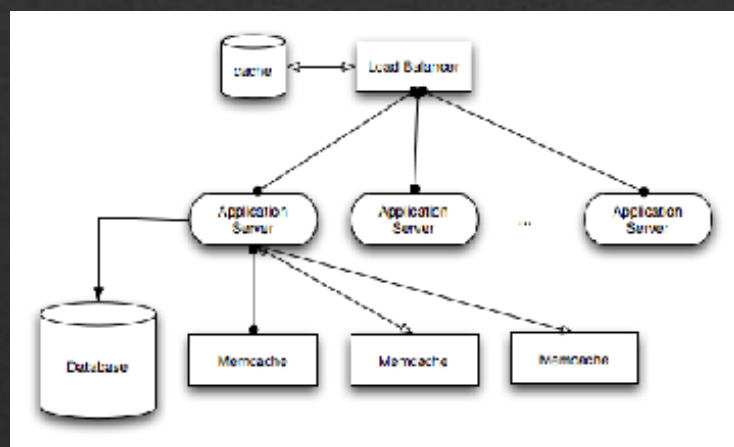 cache
Load Balancer
Application
Server
Application
Server
...
Application
Server
Database
Memcache
Memcache
Memcache